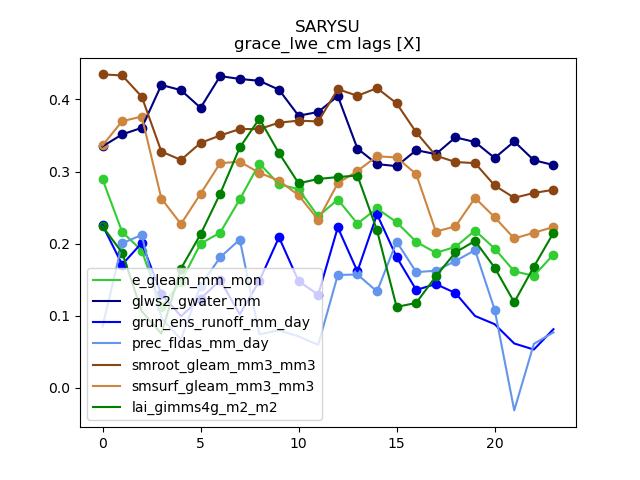 SARYSU
grace_lwe_cm lags [X]
0.4
0.3
0.2
0.1
0.0
e_gleam_mm_mon
glws2_gwater_mm
grun_ens_runoff_mm_day
prec_fldas_mm_day
smroot_gleam_mm3_mm3
smsurf_gleam_mm3_mm3
lai_gimms4g_m2_m2
0 5 10 15 20